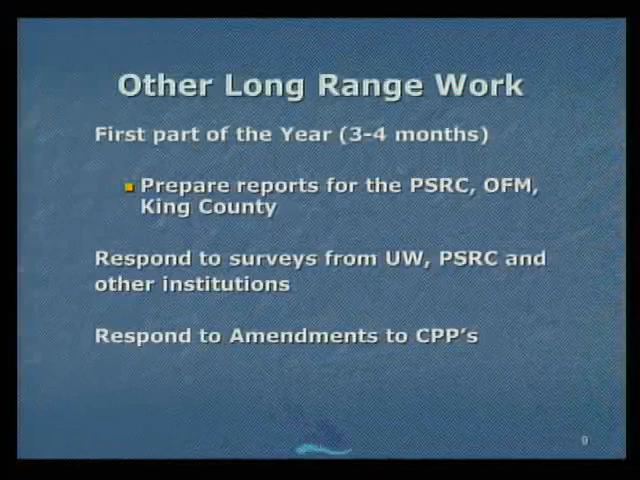 Other Long Range Work
First part of the Year (3-4 months)
Prepare reports for the PSRC, OFM,
King County
Respond to surveys from UW, PSRC and
other institutions
Respond to Amendments to CPP's
9